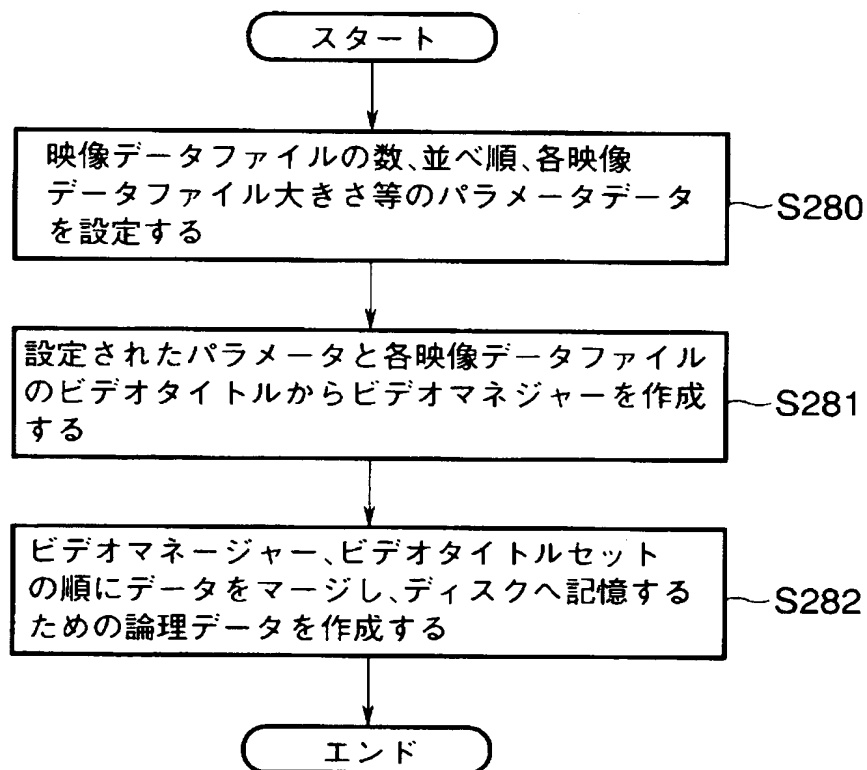 スタート
映像データファイルの数、並べ順、各映像
データファイル大きさ等のパラメータデータ
を設定する
S280
設定されたパラメータと各映像データファイル
のビデオタイトルからビデオマネジャーを作成
する
S281
ビデオマネージャー、ビデオタイトルセット
の順にデータをマージし、ディスクへ記憶する
ための論理データを作成する
S282
エンド